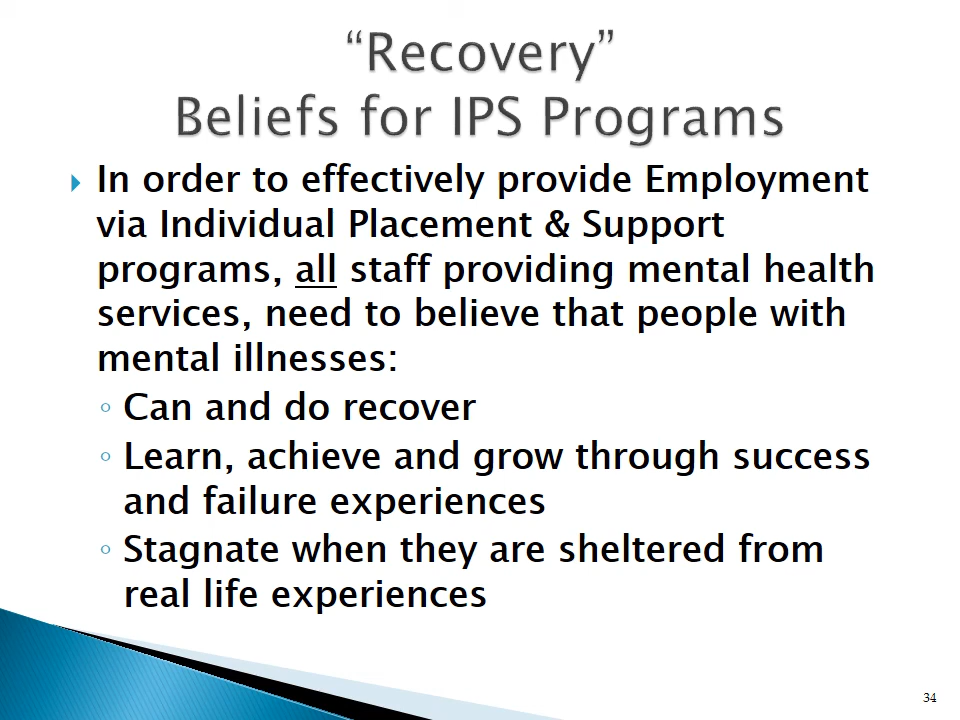 “Recovery”
Beliefs for IPS Programs
In order to effectively provide Employment
via Individual Placement & Support
programs, all staff providing mental health
services, need to believe that people with
mental illnesses:
Can and do recover
Learn, achieve and grow through success
and failure experiences
Stagnate when they are sheltered from
real life experiences
34